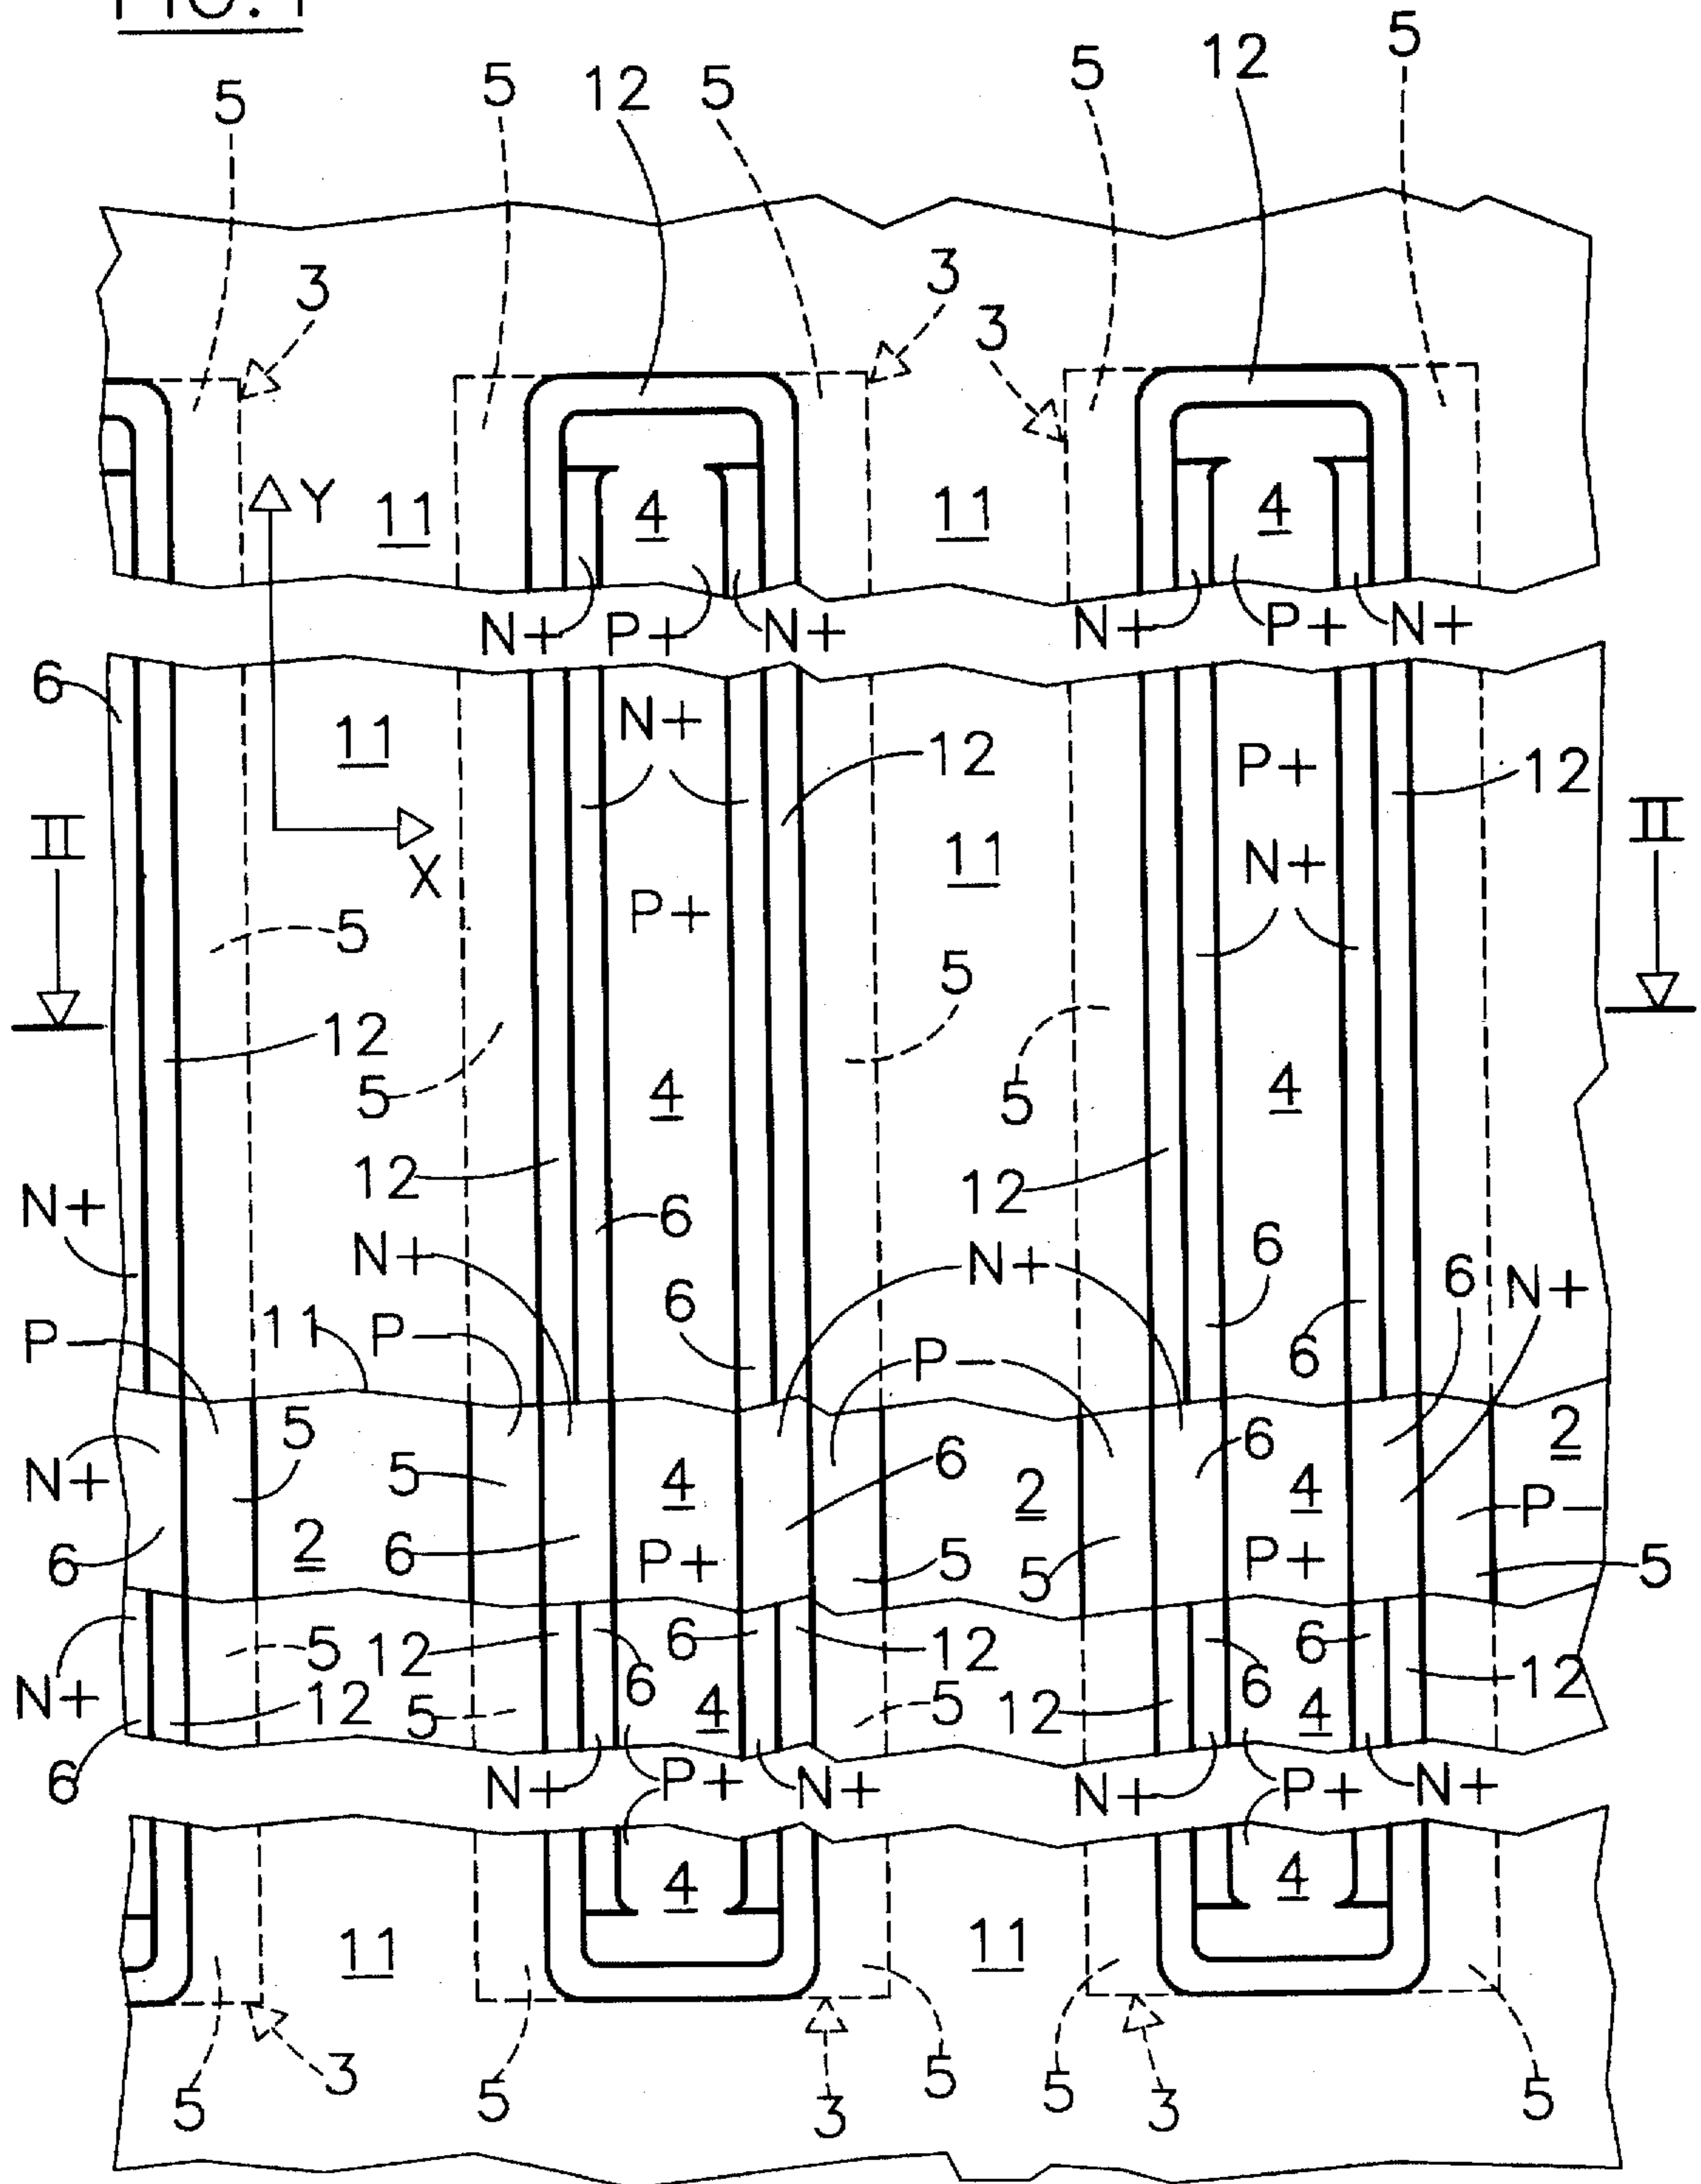 FIG.1
5 5 12 5 5 12 5
3 3 3
Y 11 4 11 4
N+ P+ N+ N+ P+ N+
6 11 N+ 12 P+ 12
II X P+ 11 N+ II
5 5
12 5 4 5 4
12 6 12
N+ N+ 6 N+ 6 6 N+
P- 11 P- 6 P- 6
5 2
N+ 5 4 6 2 6 4
6 2 6 P+ 5 5 P+ P- 5
5 12 6 6 12 6 6 12
N+ 12 5 4 5 12 4
6 N+ P+ N+ N+ P+ N+
4 4
11 11
5 3 5 3 5 5 3 5